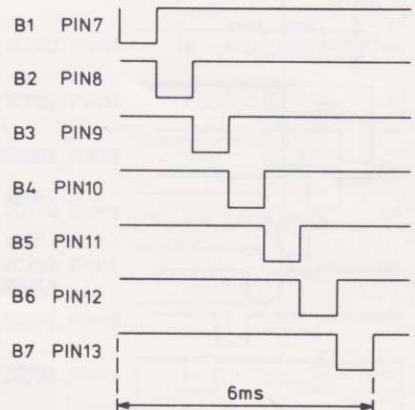 B1 PIN7
B2 PIN8
B3 PIN9
B4 PIN10
B5 PIN11
B6 PIN12
B7 PIN13
6ms